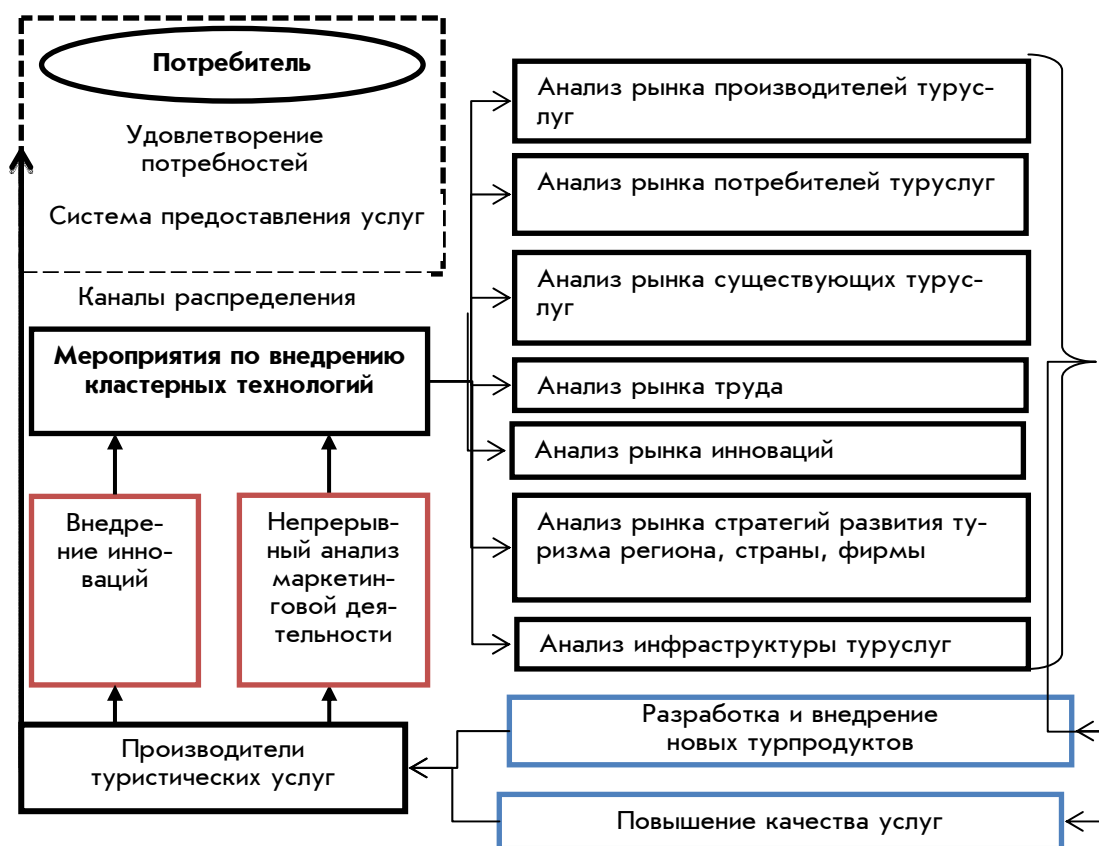 Потребитель
Удовлетворение
потребностей
Система предоставления услуг
Каналы распределения
Мероприятия по внедрению
кластерных технологий
Внедре-
ние инно-
ваций
Непрерыв-
ный анализ
маркетин-
говой дея-
тельности
Производители
туристических услуг
Анализ рынка производителей турус-
луг
Анализ рынка потребителей туруслуг
Анализ рынка существующих турус-
луг
Анализ рынка труда
Анализ рынка инноваций
Анализ рынка стратегий развития ту-
ризма региона, страны, фирмы
Анализ инфраструктуры туруслуг
Разработка и внедрение
новых турпродуктов
Повышение качества услуг